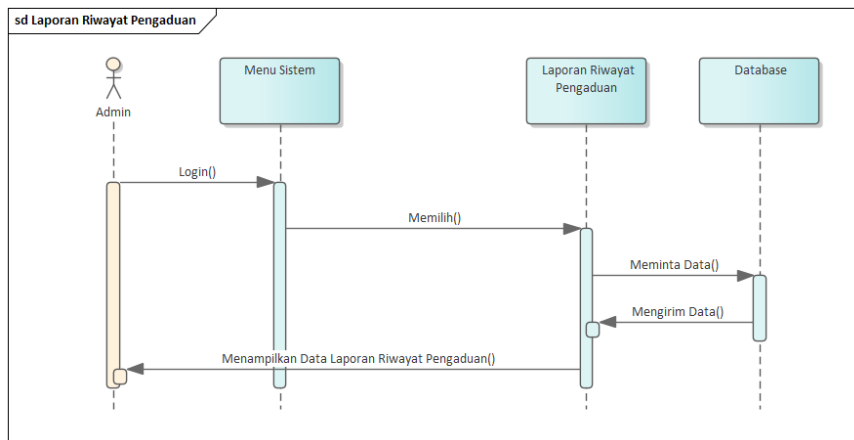 sd Laporan Riwayat Pengaduan
Admin
Menu Sistem
Laporan Riwayat
Pengaduan
Database
Login()
Memilih()
Meminta Data()
Mengirim Data()
Menampilkan Data Laporan Riwayat Pengaduan()